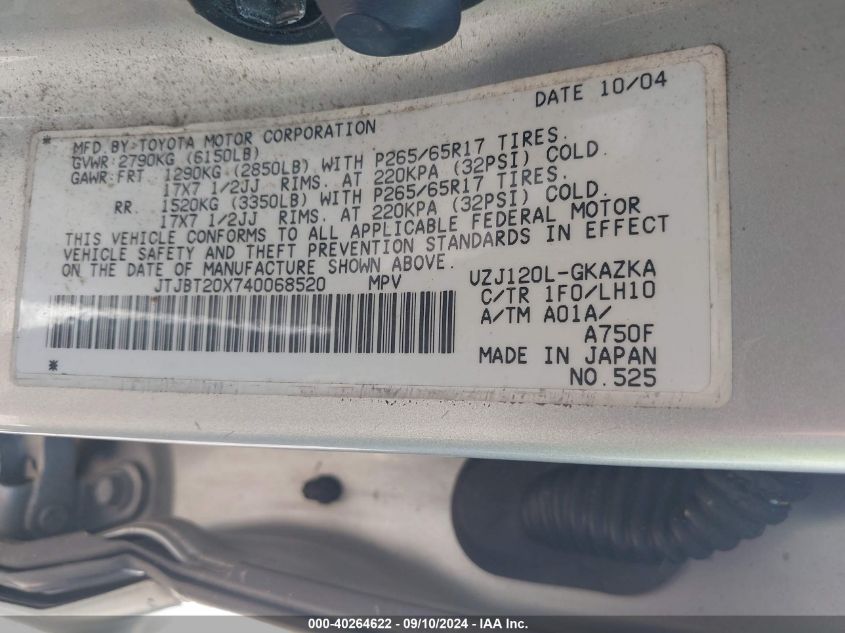 DATE 10/04
MFD.BY:TOYOTA MOTOR CORPORATION
GVWR:2790KG (6150LB)
GAWR:FRT 1290KG (2850LB) WITH P265/65R17 TIRES.
17X7 1/2JJ RIMS. AT 220KPA (32PSI) COLD.
RR. 1520KG (3350LB) WITH P265/65R17 TIRES.
17X7 1/2JJ RIMS. AT 220KPA (32PSI) COLD.
THIS VEHICLE CONFORMS TO ALL APPLICABLE FEDERAL MOTOR
VEHICLE SAFETY AND THEFT PREVENTION STANDARDS IN EFFECT
ON THE DATE OF MANUFACTURE SHOWN ABOVE.
JTJBT20X740068520 MPV UZJ120L-GKAZKA
C/TR 1F0/LH10
A/TM A01A/
A750F
* MADE IN JAPAN
NO.525
000-40264622 - 09/10/2024 - IAAI Inc.